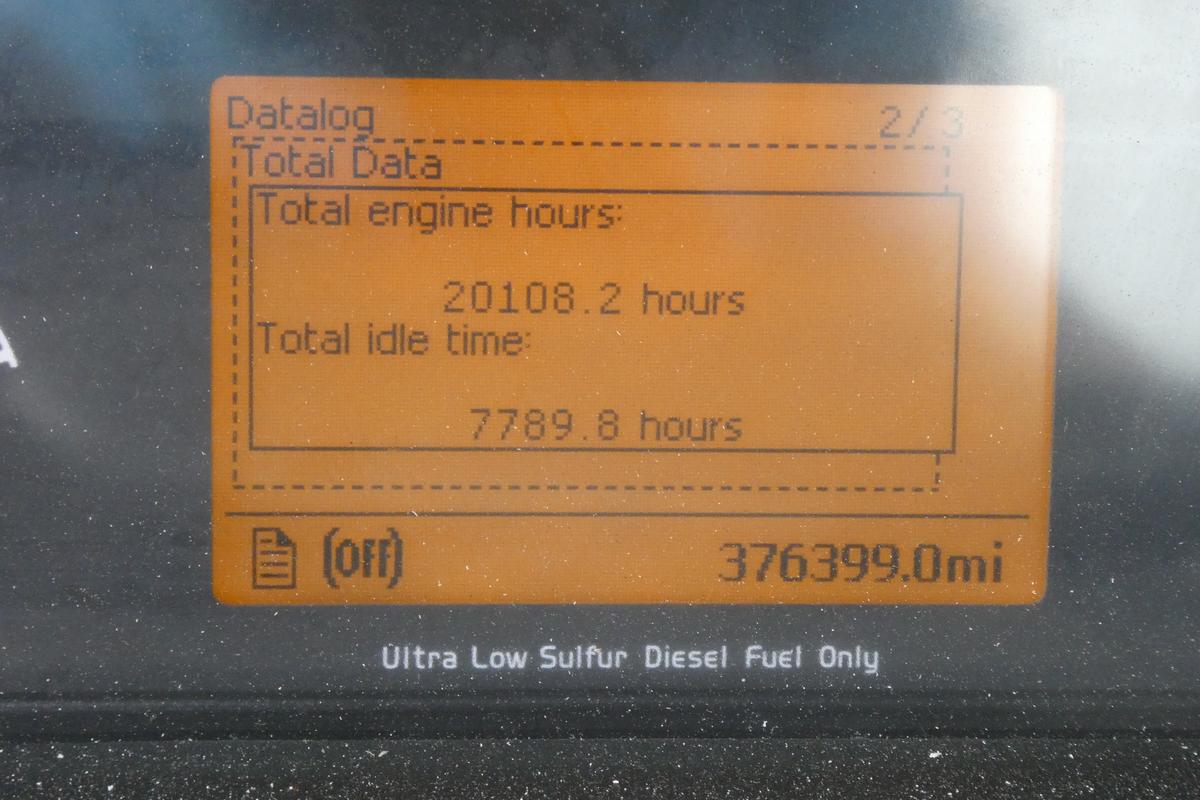 Datalog 2/3
Total Data
Total engine hours:
20108.2 hours
Total idle time:
7789.8 hours
(OFF) 376399.0mi
Ultra Low Sulfur Diesel Fuel Only